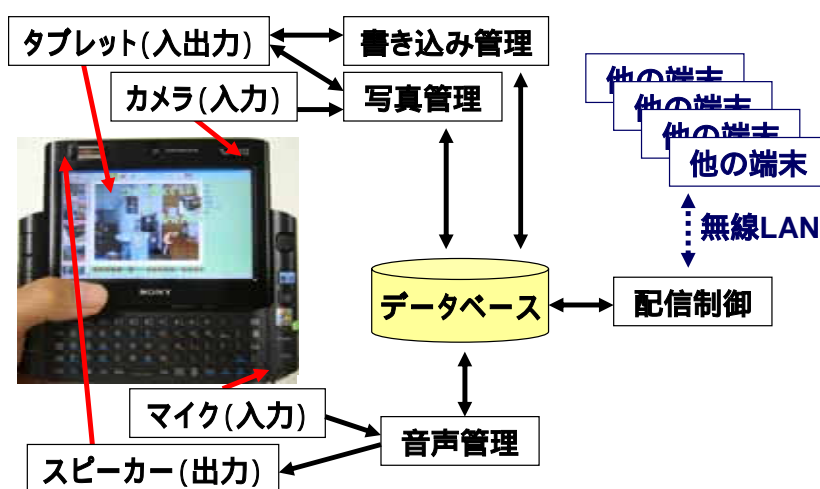 タブレット(入出力)
書き込み管理
カメラ(入力)
写真管理
他の端末
他の端末
他の端末
他の端末
無線LAN
データベース
配信制御
SONY
マイク(入力)
音声管理
スピーカー(出力)